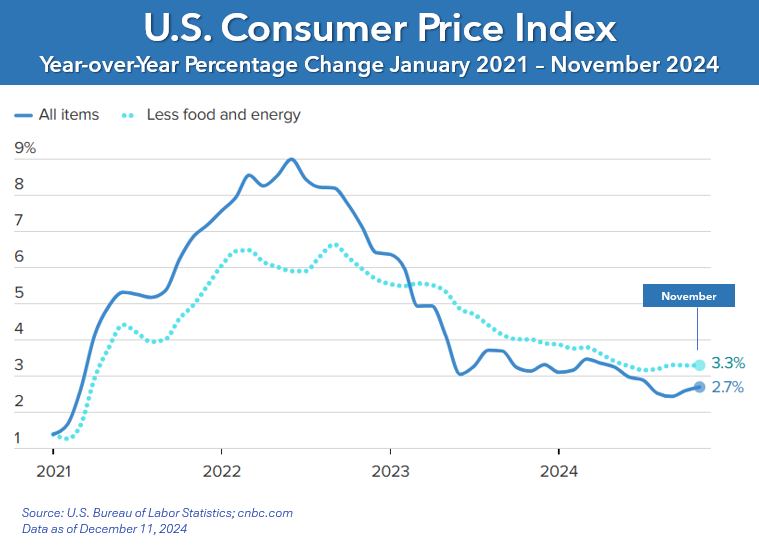 U.S. Consumer Price Index
Year-over-Year Percentage Change January 2021 – November 2024
All items
Less food and energy
9%
8
7
6
5
4
3
2
1
November
3.3%
2.7%
2021
2022
2023
2024
Source: U.S. Bureau of Labor Statistics; cnbc.com
Data as of December 11, 2024